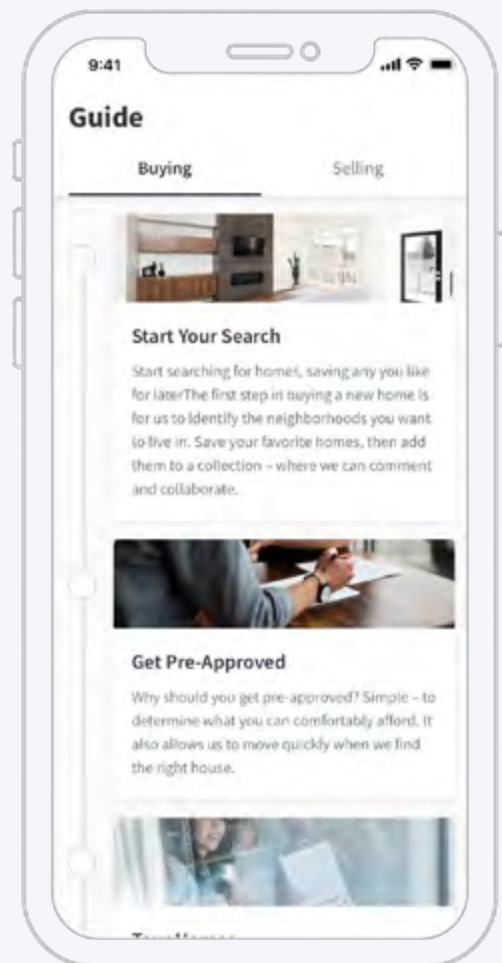 9:41
Guide
Buying
Selling
Start Your Search
Start searching for homes, saving any you like
for laterThe first step in buying a new home is
for us to identify the neighborhoods you want
to live in. Save your favorite homes, then add
them to a collection – where we can comment
and collaborate.
Get Pre-Approved
Why should you get pre-approved? Simple – to
determine what you can comfortably afford. It
also allows us to move quickly when we find
the right house.